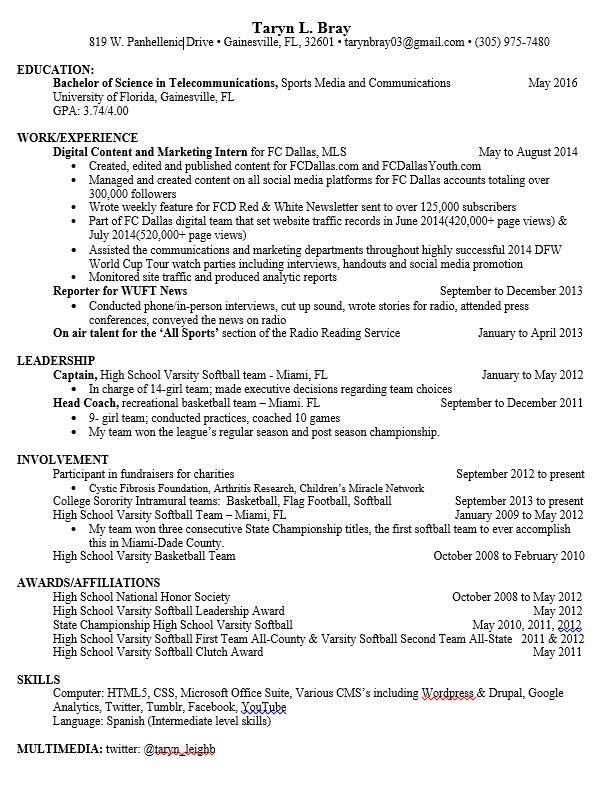 Taryn L. Bray
819 W. Panhellenic Drive • Gainesville, FL, 32601 • tarynbray03@gmail.com • (305) 975-7480
EDUCATION:
Bachelor of Science in Telecommunications, Sports Media and Communications May 2016
University of Florida, Gainesville, FL
GPA: 3.74/4.00
WORK/EXPERIENCE
Digital Content and Marketing Intern for FC Dallas, MLS May to August 2014
• Created, edited and published content for FCDallas.com and FCDallasYouth.com
• Managed and created content on all social media platforms for FC Dallas accounts totaling over
300,000 followers
• Wrote weekly feature for FCD Red & White Newsletter sent to over 125,000 subscribers
• Part of FC Dallas digital team that set website traffic records in June 2014(420,000+ page views) &
July 2014(520,000+ page views)
• Assisted the communications and marketing departments throughout highly successful 2014 DFW
World Cup Tour watch parties including interviews, handouts and social media promotion
• Monitored site traffic and produced analytic reports
Reporter for WUFT News September to December 2013
• Conducted phone/in-person interviews, cut up sound, wrote stories for radio, attended press
conferences, conveyed the news on radio
On air talent for the ‘All Sports’ section of the Radio Reading Service January to April 2013
LEADERSHIP
Captain, High School Varsity Softball team - Miami, FL January to May 2012
• In charge of 14-girl team; made executive decisions regarding team choices
Head Coach, recreational basketball team – Miami. FL September to December 2011
• 9- girl team; conducted practices, coached 10 games
• My team won the league’s regular season and post season championship.
INVOLVEMENT
Participant in fundraisers for charities September 2012 to present
• Cystic Fibrosis Foundation, Arthritis Research, Children’s Miracle Network
College Sorority Intramural teams: Basketball, Flag Football, Softball September 2013 to present
High School Varsity Softball Team – Miami, FL January 2009 to May 2012
• My team won three consecutive State Championship titles, the first softball team to ever accomplish
this in Miami-Dade County.
High School Varsity Basketball Team October 2008 to February 2010
AWARDS/AFFILIATIONS
High School National Honor Society October 2008 to May 2012
High School Varsity Softball Leadership Award May 2012
State Championship High School Varsity Softball May 2010, 2011, 2012
High School Varsity Softball First Team All-County & Varsity Softball Second Team All-State 2011 & 2012
High School Varsity Softball Clutch Award May 2011
SKILLS
Computer: HTML5, CSS, Microsoft Office Suite, Various CMS’s including Wordpress & Drupal, Google
Analytics, Twitter, Tumblr, Facebook, YouTube
Language: Spanish (Intermediate level skills)
MULTIMEDIA: twitter: @taryn_leighb